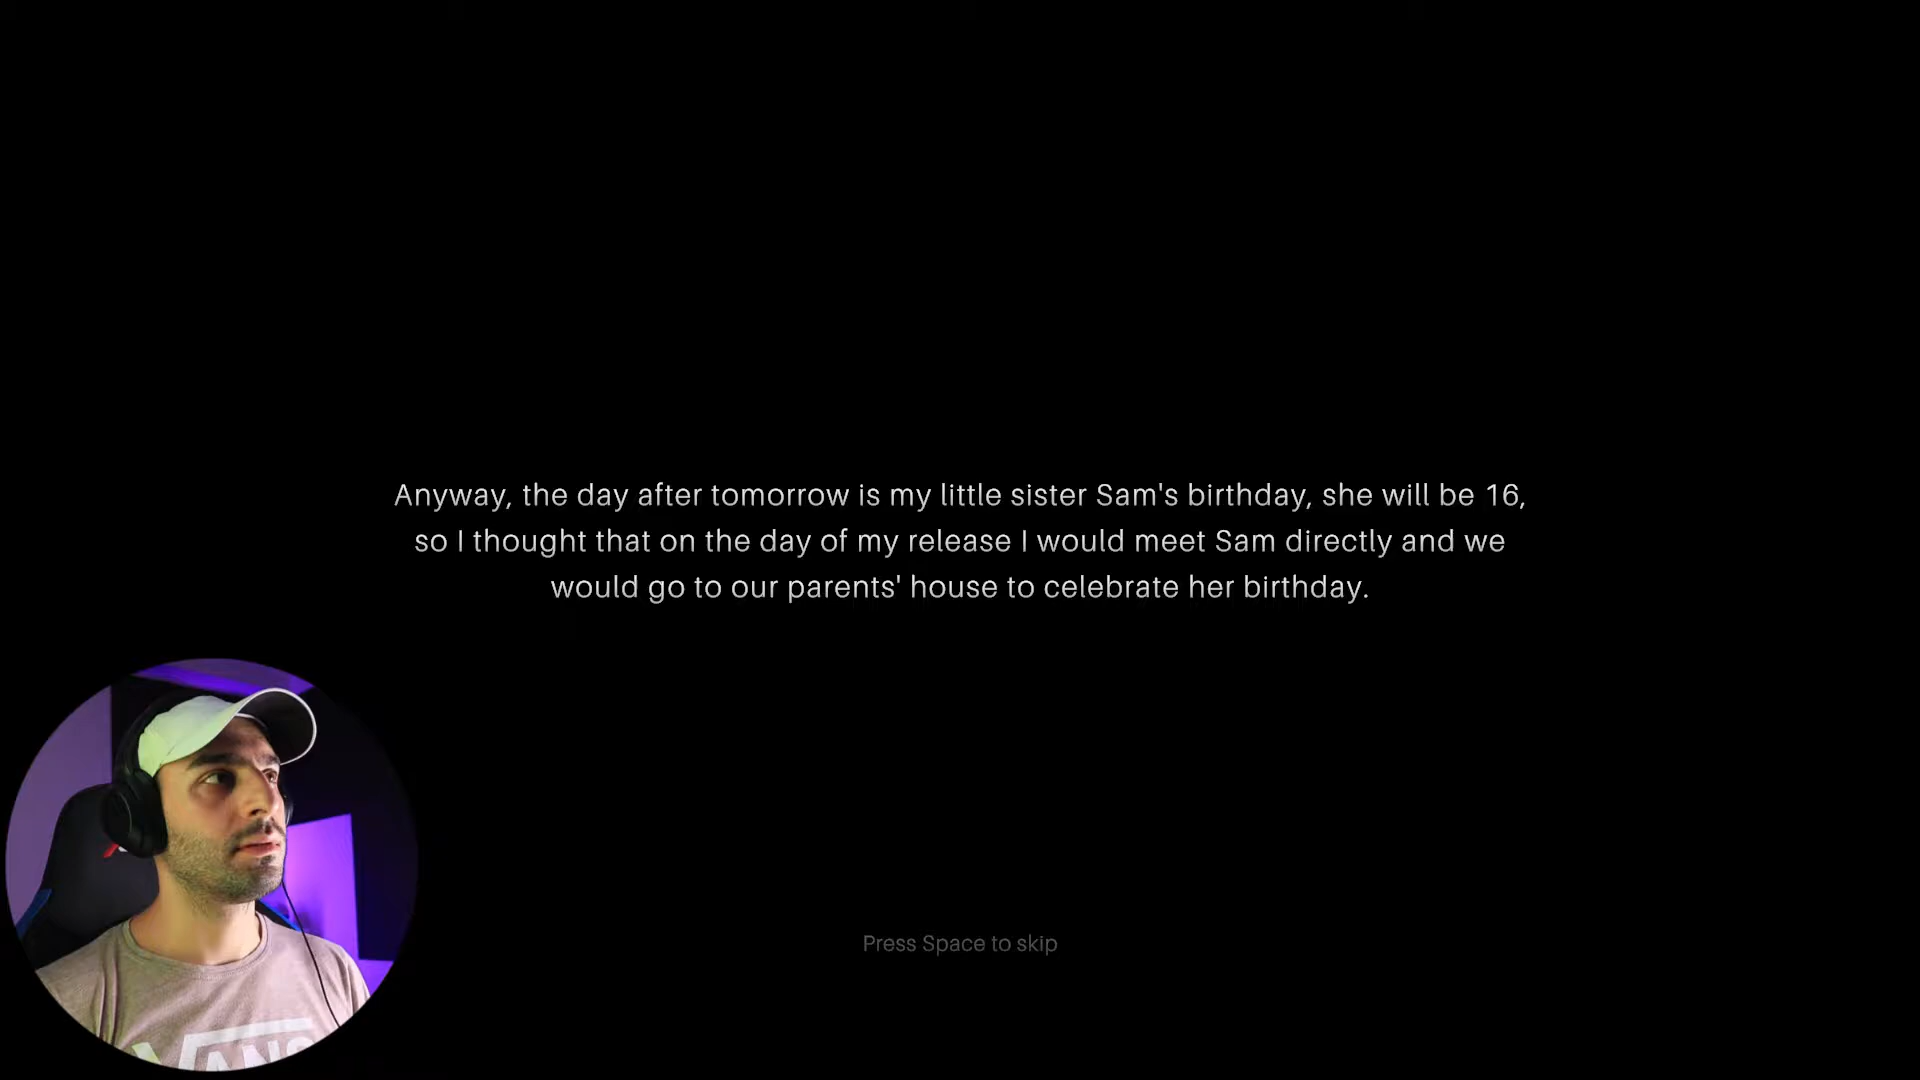 Anyway, the day after tomorrow is my little sister Sam's birthday, she will be 16,
so I thought that on the day of my release I would meet Sam directly and we
would go to our parents' house to celebrate her birthday.
Press Space to skip
VANS